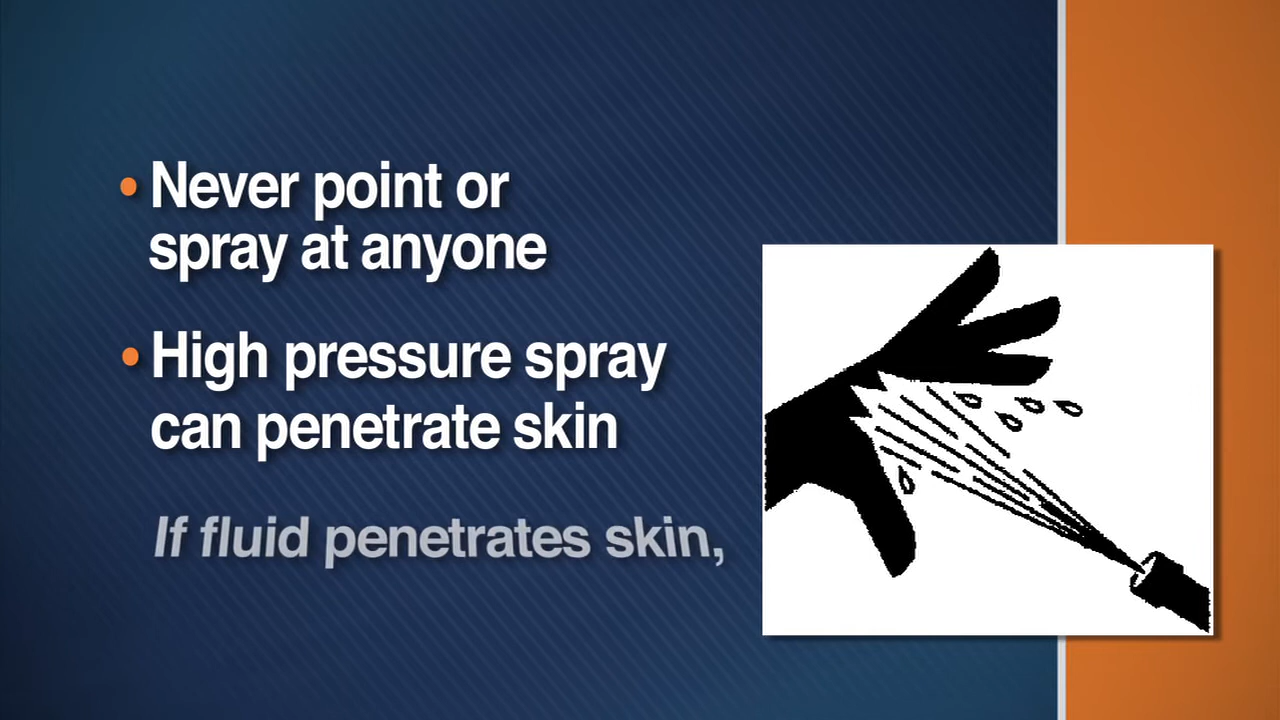 • Never point or
spray at anyone
• High pressure spray
can penetrate skin
If fluid penetrates skin,